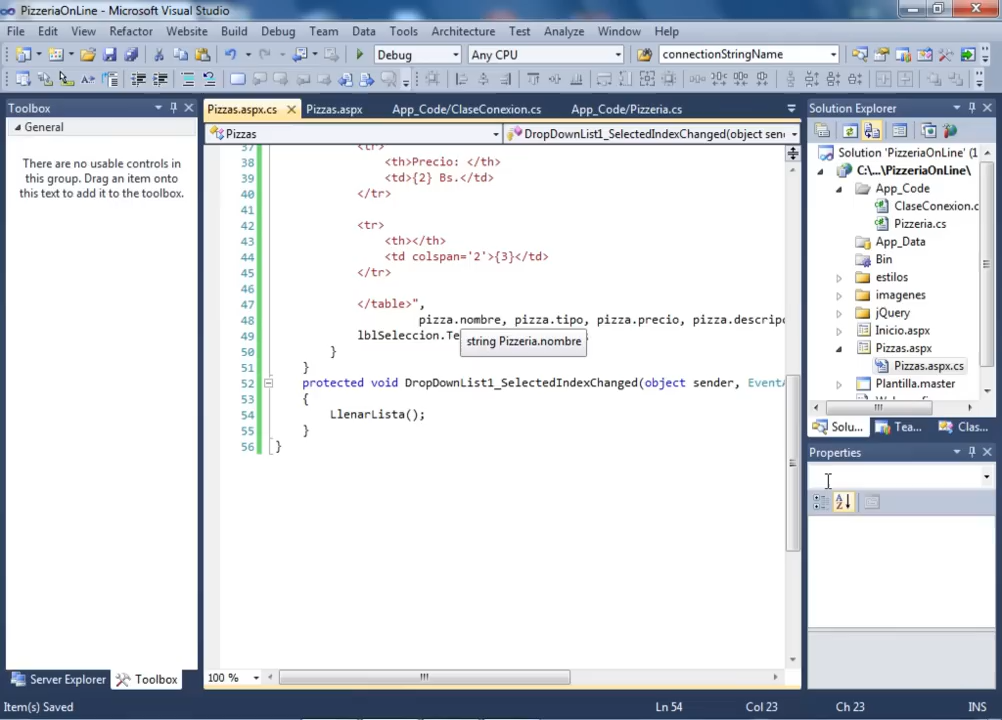 PizzeriaOnLine - Microsoft Visual Studio
File Edit View Refactor Website Build Debug Team Data Tools Architecture Test Analyze Window Help
Debug Any CPU connectionStringName
Toolbox
General
There are no usable controls in
this group. Drag an item onto
this text to add it to the toolbox.
Server Explorer Toolbox
Pizzas.aspx.cs Pizzas.aspx App_Code/ClaseConexion.cs App_Code/Pizzeria.cs
Pizzas DropDownList1_SelectedIndexChanged(object sen
37 <tr>
38 <th>Precio: </th>
39 <td>{2} Bs.</td>
40 </tr>
41
42 <tr>
43 <th></th>
44 <td colspan='2'>{3}</td>
45 </tr>
46
47 </table>",
48 pizza.nombre, pizza.tipo, pizza.precio, pizza.descripc
49 lblSeleccion.Te
string Pizzeria.nombre
50 }
51 }
52 protected void DropDownList1_SelectedIndexChanged(object sender, EventA
53 {
54 LlenarLista();
55 }
56 }
100 %
Solution Explorer
Solution 'PizzeriaOnLine' (1
C:\...\PizzeriaOnLine\
App_Code
ClaseConexion.c
Pizzeria.cs
App_Data
Bin
estilos
imagenes
jQuery
Inicio.aspx
Pizzas.aspx
Pizzas.aspx.cs
Plantilla.master
Solu... Tea... Clas...
Properties
Item(s) Saved Ln 54 Col 23 Ch 23 INS